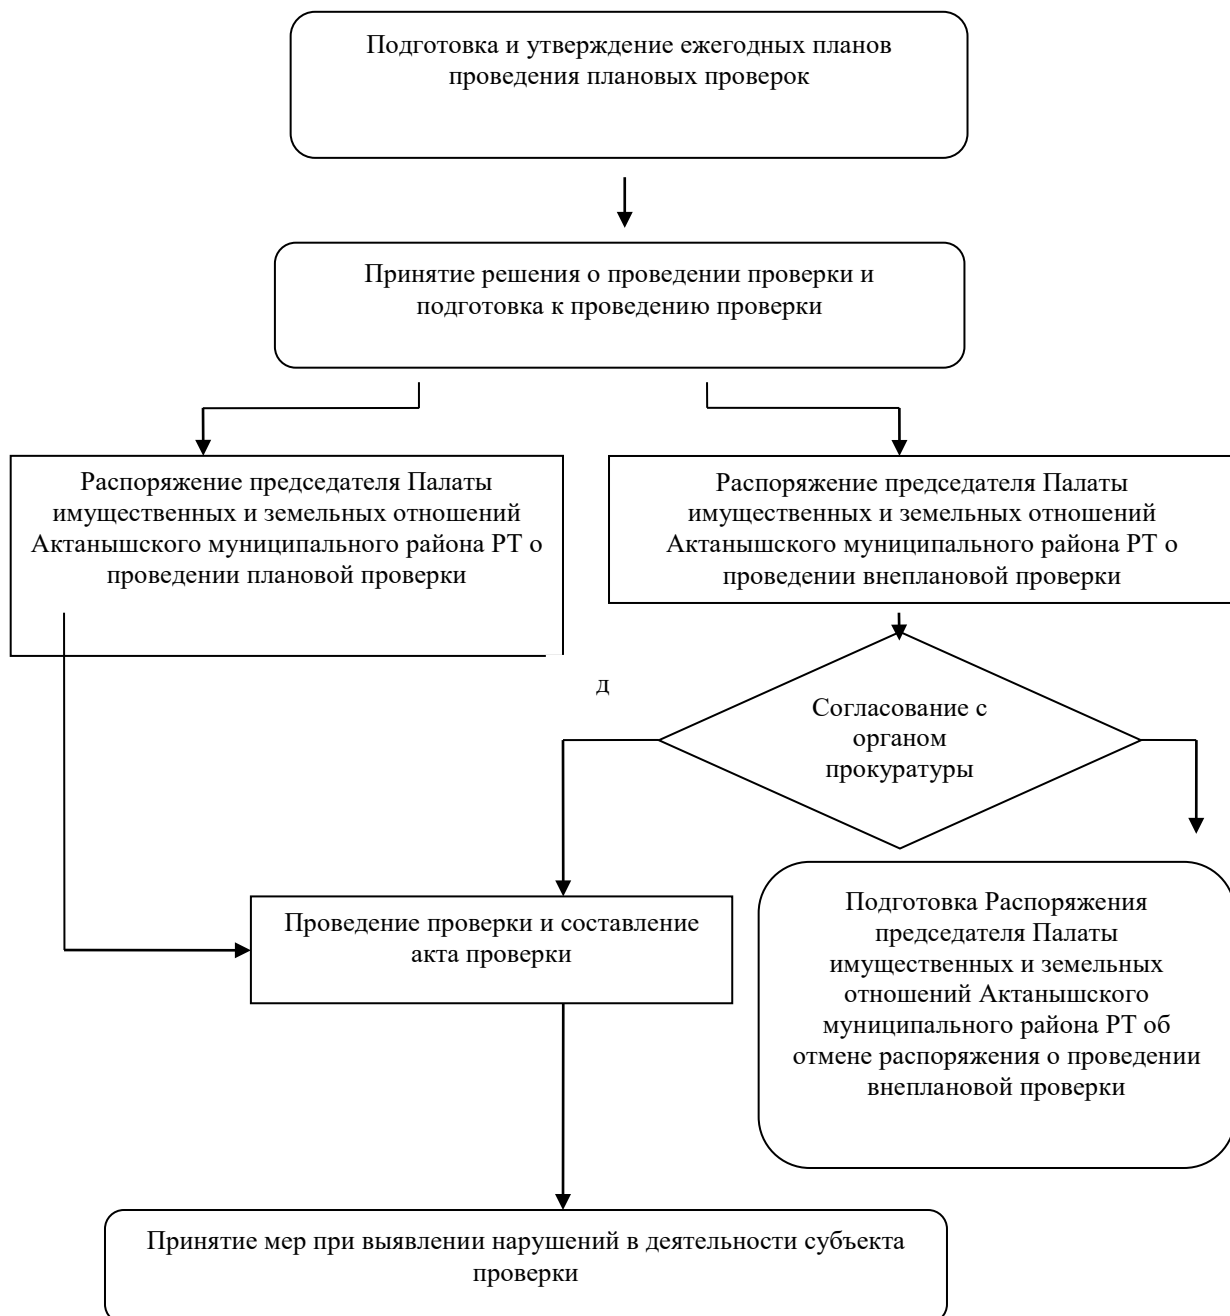 Подготовка и утверждение ежегодных планов
проведения плановых проверок
Принятие решения о проведении проверки и
подготовка к проведению проверки
Распоряжение председателя Палаты
имущественных и земельных отношений
Актанышского муниципального района РТ о
проведении плановой проверки
Распоряжение председателя Палаты
имущественных и земельных отношений
Актанышского муниципального района РТ о
проведении внеплановой проверки
д
Согласование с
органом
прокуратуры
Проведение проверки и составление
акта проверки
Подготовка Распоряжения
председателя Палаты
имущественных и земельных
отношений Актанышского
муниципального района РТ об
отмене распоряжения о проведении
внеплановой проверки
Принятие мер при выявлении нарушений в деятельности субъекта
проверки